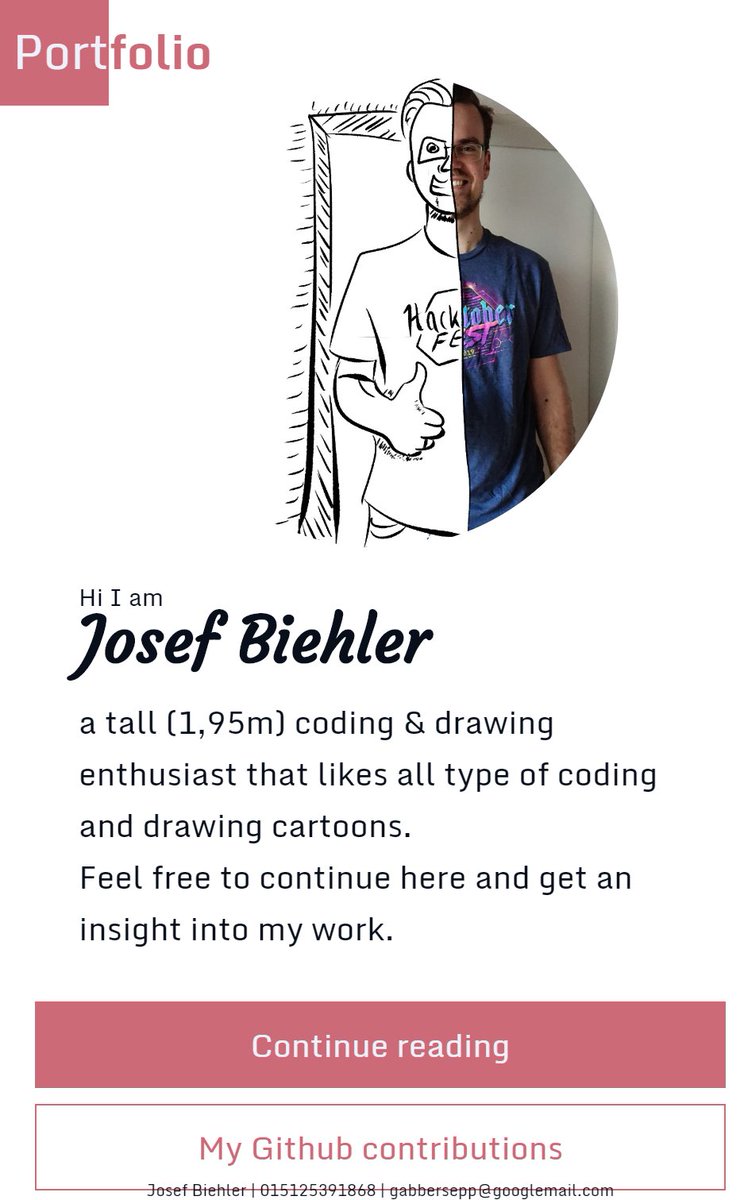 Portfolio
Hacktober
FEST
Hi I am
Josef Biehler
a tall (1,95m) coding & drawing
enthusiast that likes all type of coding
and drawing cartoons.
Feel free to continue here and get an
insight into my work.
Continue reading
My Github contributions
Josef Biehler | 015125391868 | gabbersepp@googlemail.com